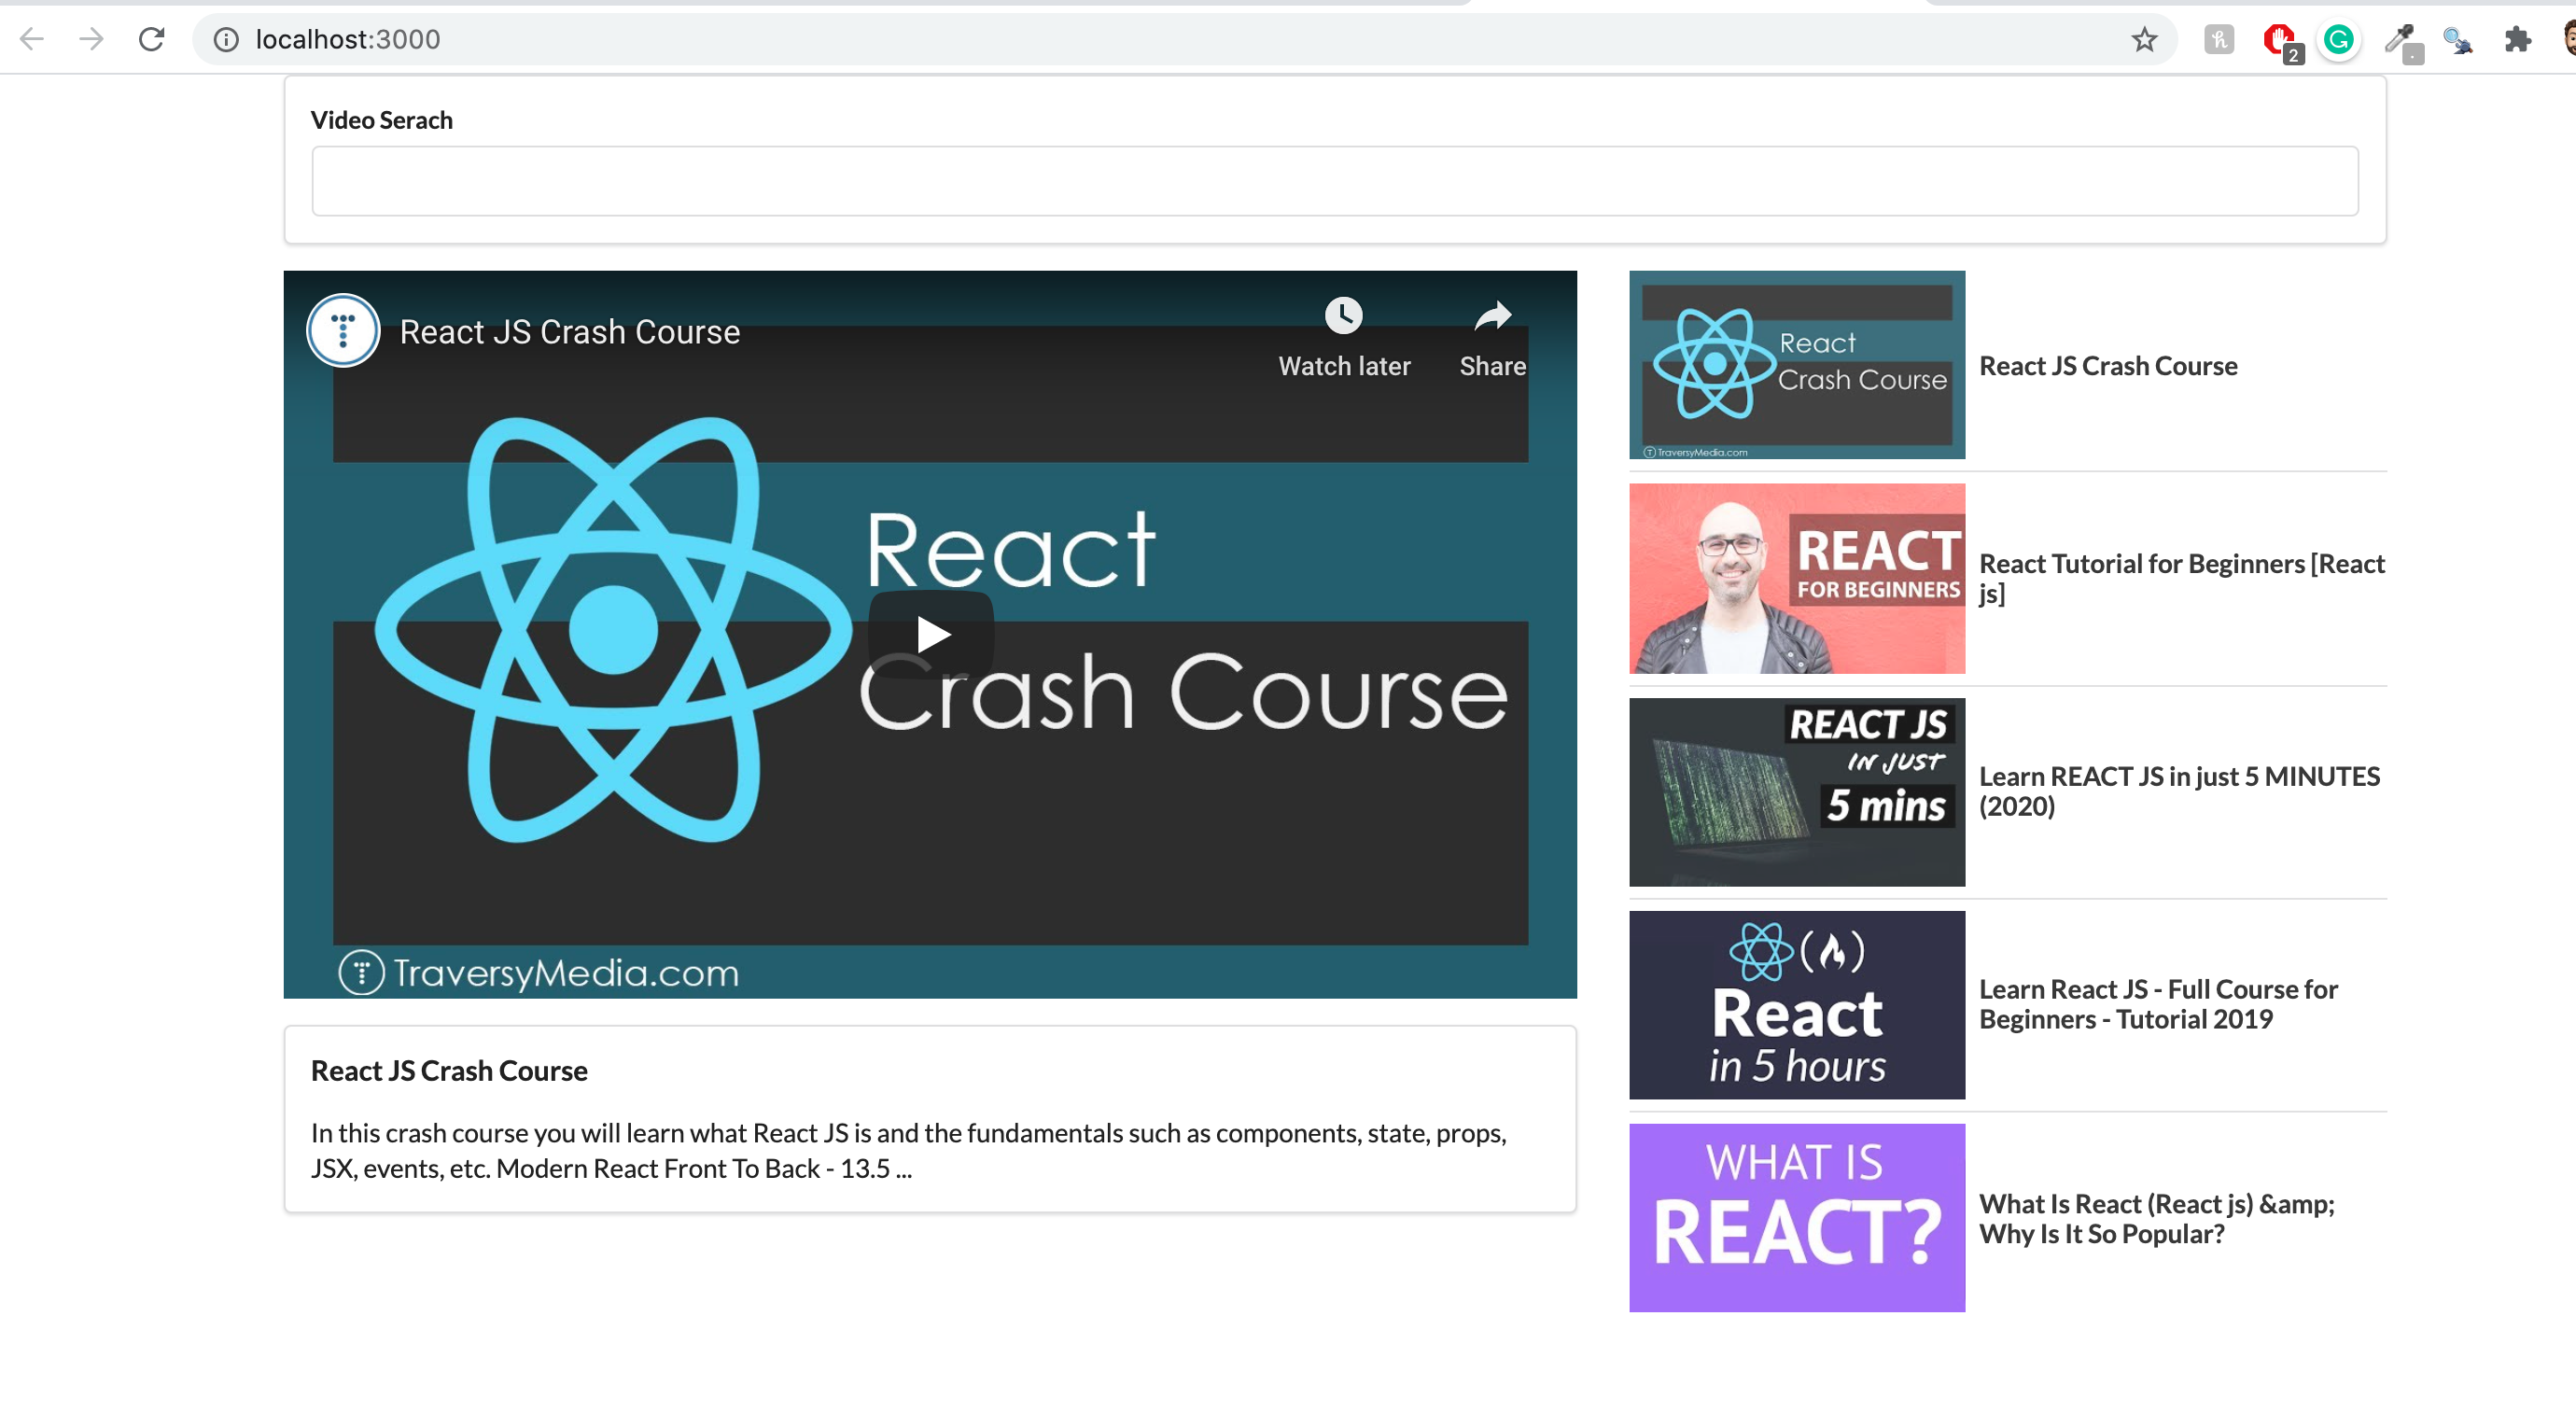 localhost:3000
2
Video Serach
React JS Crash Course
Watch later
Share
React
Crash Course
TraversyMedia.com
React JS Crash Course
In this crash course you will learn what React JS is and the fundamentals such as components, state, props,
JSX, events, etc. Modern React Front To Back - 13.5 ...
React
Crash Course
TraversyMedia.com
React JS Crash Course
REACT
FOR BEGINNERS
React Tutorial for Beginners [React
js]
REACT JS
IN JUST
5 mins
Learn REACT JS in just 5 MINUTES
(2020)
React
in 5 hours
Learn React JS - Full Course for
Beginners - Tutorial 2019
WHAT IS
REACT?
What Is React (React js) &amp;amp;
Why Is It So Popular?